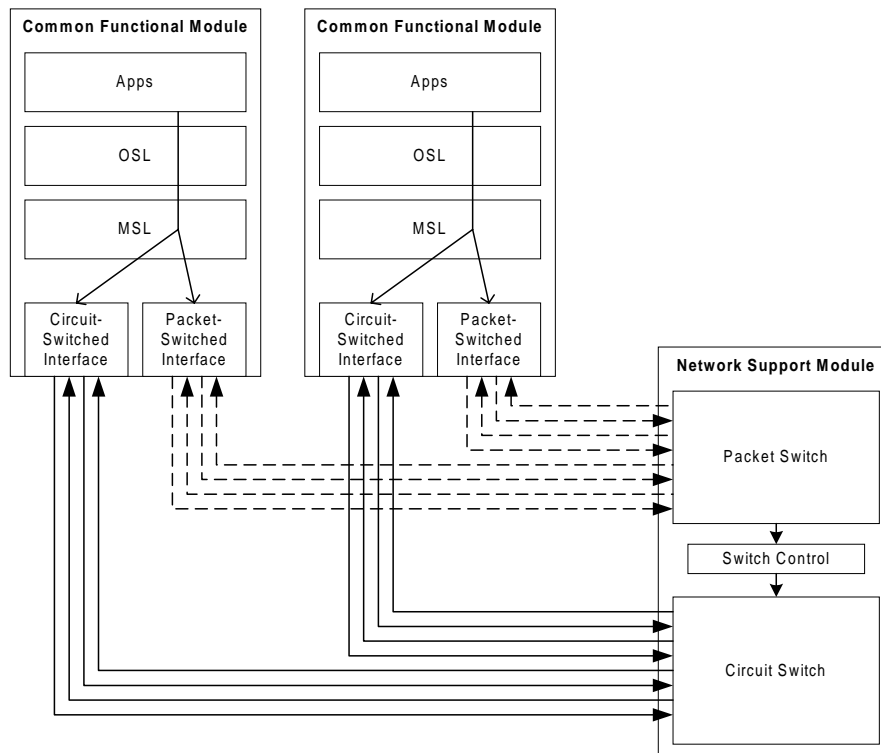 Common Functional Module
Apps
OSL
MSL
Circuit-
Switched
Interface
Packet-
Switched
Interface
Common Functional Module
Apps
OSL
MSL
Circuit-
Switched
Interface
Packet-
Switched
Interface
Network Support Module
Packet Switch
Switch Control
Circuit Switch